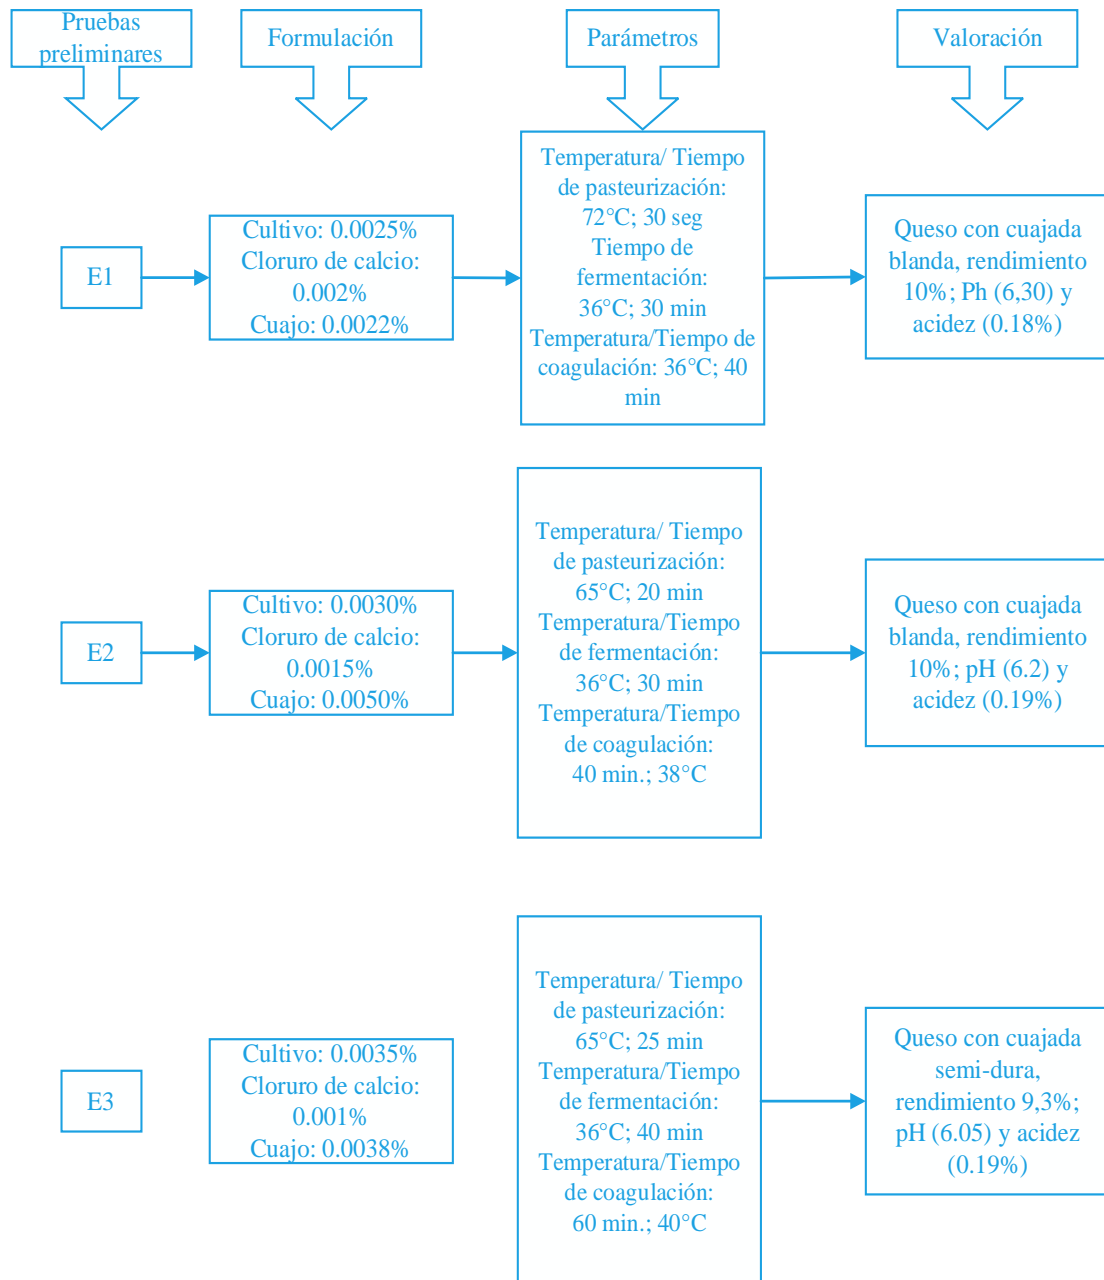 Pruebas
preliminares
Formulación
Parámetros
Valoración
E1
Cultivo: 0.0025%
Cloruro de calcio:
0.002%
Cuajo: 0.0022%
Temperatura/ Tiempo
de pasteurización:
72°C; 30 seg
Tiempo de
fermentación:
36°C; 30 min
Temperatura/Tiempo de
coagulación: 36°C; 40
min
Queso con cuajada
blanda, rendimiento
10%; Ph (6,30) y
acidez (0.18%)
E2
Cultivo: 0.0030%
Cloruro de calcio:
0.0015%
Cuajo: 0.0050%
Temperatura/ Tiempo
de pasteurización:
65°C; 20 min
Temperatura/Tiempo
de fermentación:
36°C; 30 min
Temperatura/Tiempo
de coagulación:
40 min.; 38°C
Queso con cuajada
blanda, rendimiento
10%; pH (6.2) y
acidez (0.19%)
E3
Cultivo: 0.0035%
Cloruro de calcio:
0.001%
Cuajo: 0.0038%
Temperatura/ Tiempo
de pasteurización:
65°C; 25 min
Temperatura/Tiempo
de fermentación:
36°C; 40 min
Temperatura/Tiempo
de coagulación:
60 min.; 40°C
Queso con cuajada
semi-dura,
rendimiento 9,3%;
pH (6.05) y acidez
(0.19%)